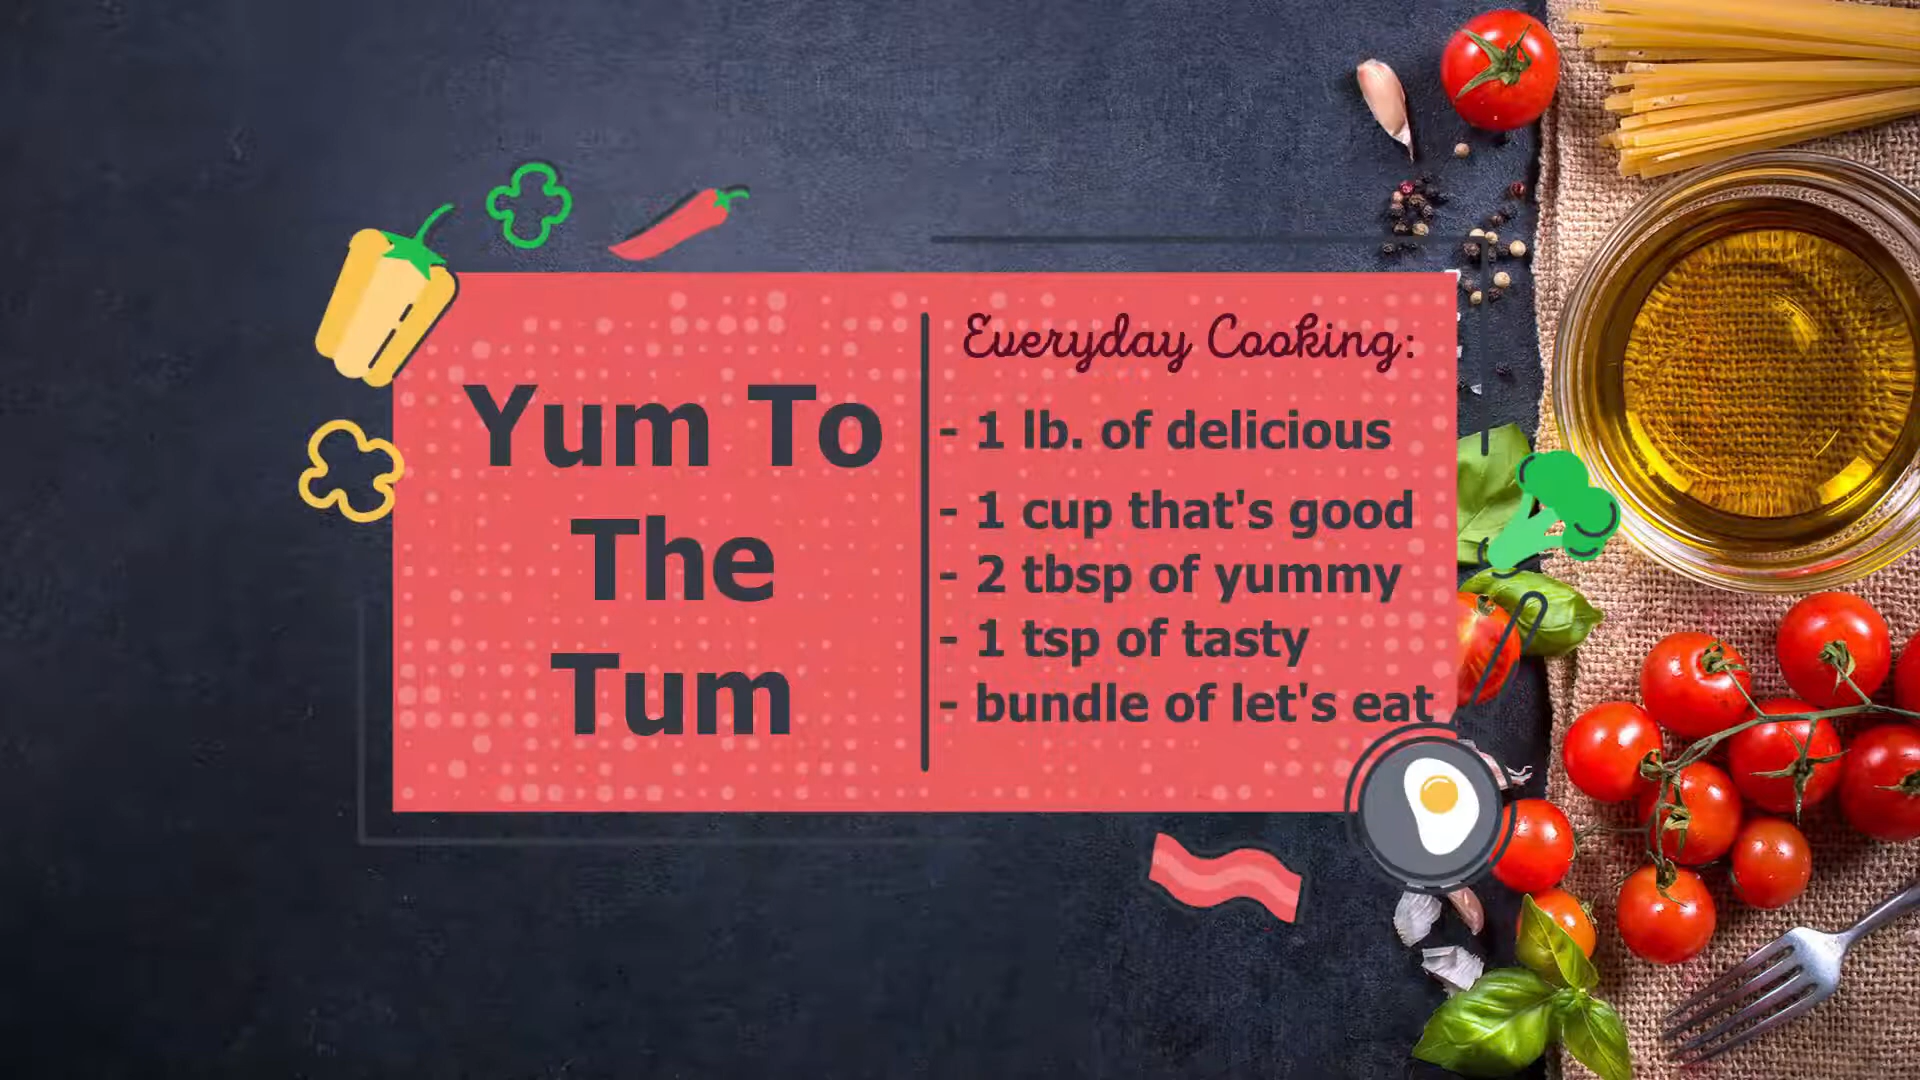 Yum To
The
Tum
Everyday Cooking:
- 1 lb. of delicious
- 1 cup that's good
- 2 tbsp of yummy
- 1 tsp of tasty
- bundle of let's eat